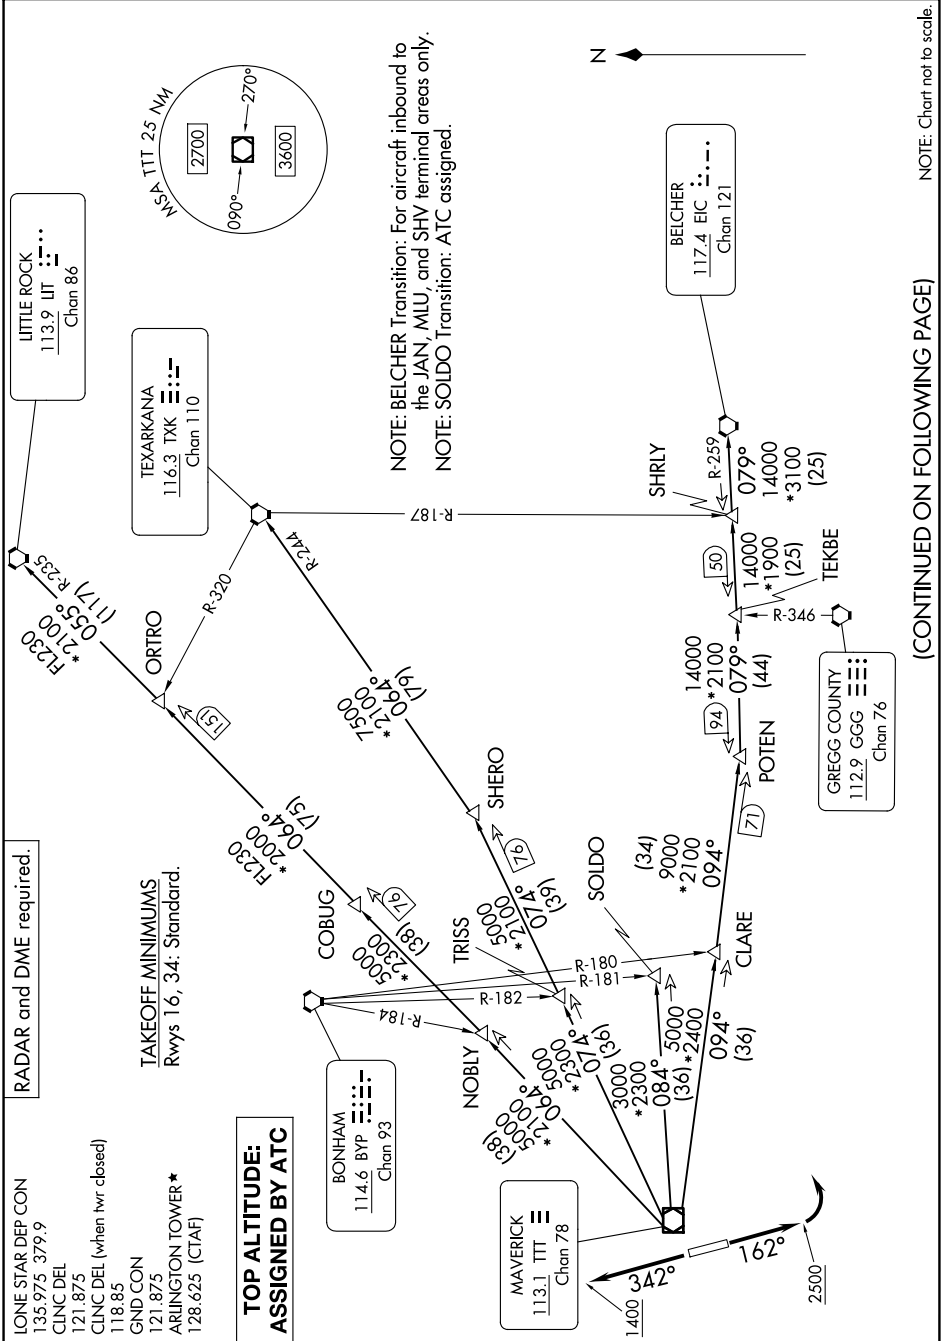 LONE STAR DEP CON
135.975 379.9
CLNC DEL
121.875
CLNC DEL (when twr closed)
118.85
GND CON
121.875
ARLINGTON TOWER★
128.625 (CTAF)
RADAR and DME required.
TAKEOFF MINIMUMS
Rwys 16, 34: Standard.
TOP ALTITUDE:
ASSIGNED BY ATC
LITTLE ROCK
113.9 LIT
Chan 86
MSA TTT 25 NM
2700
090°
270°
3600
TEXARKANA
116.3 TXK
Chan 110
NOTE: BELCHER Transition: For aircraft inbound to
the JAN, MLU, and SHV terminal areas only.
NOTE: SOLDO Transition: ATC assigned.
N
BONHAM
114.6 BYP
Chan 93
MAVERICK
113.1 TTT
Chan 78
BELCHER
117.4 EIC
Chan 121
GREGG COUNTY
112.9 GGG
Chan 76
R-235
FL230
*2100
055°
(117)
ORTRO
R-320
151
FL230
*2000
064°
(75)
COBUG
76
5000
*2300
(38)
NOBLY
R-184
5000
*2100
064°
(38)
R-244
7500
*2100
064°
(79)
SHERO
76
5000
*2100
074°
(39)
TRISS
R-182
5000
*2300
074°
(36)
SOLDO
R-181
3000
*2300
084°
(36)
R-180
CLARE
5000
*2400
094°
(36)
(34)
9000
*2100
094°
71
POTEN
94
14000
*2100
079°
(44)
TEKBE
R-346
50
14000
*1900
(25)
SHRLY
R-187
R-259
079°
14000
*3100
(25)
342°
1400
162°
2500
(CONTINUED ON FOLLOWING PAGE)
NOTE: Chart not to scale.